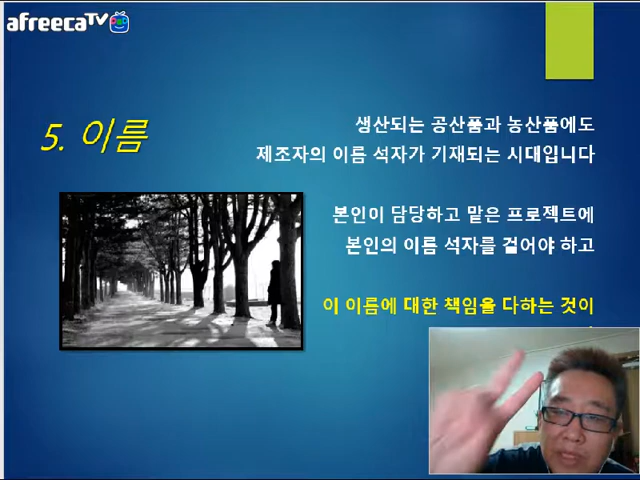 afreecaTV
5. 이름
생산되는 공산품과 농산품에도
제조자의 이름 석자가 기재되는 시대입니다
본인이 담당하고 맡은 프로젝트에
본인의 이름 석자를 걸어야 하고
이 이름에 대한 책임을 다하는 것이